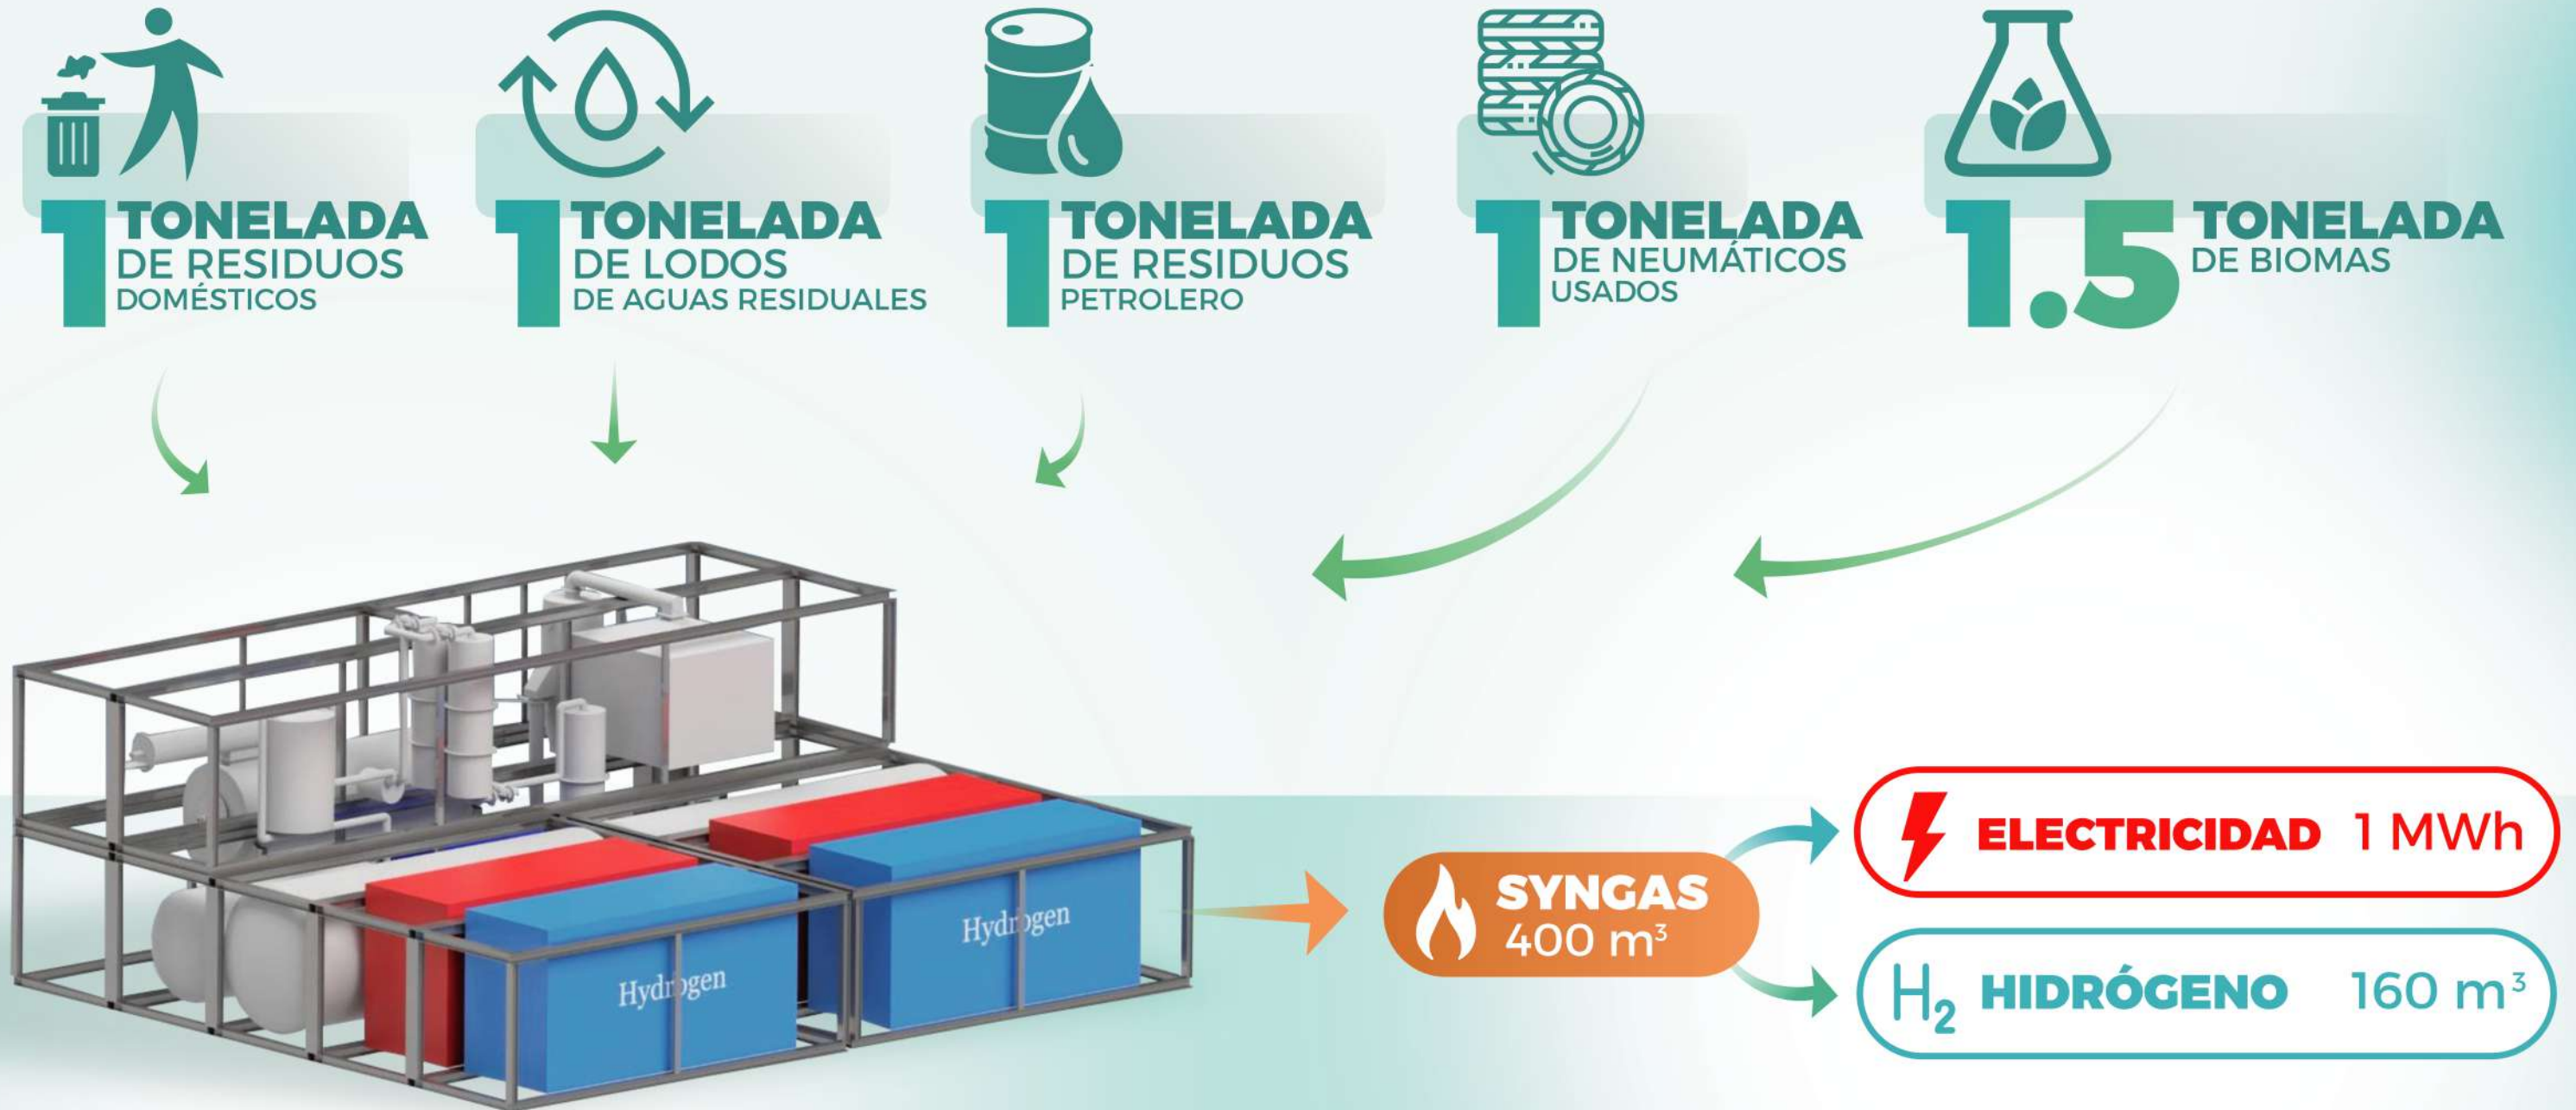 1 TONELADA
DE RESIDUOS
DOMÉSTICOS
1 TONELADA
DE LODOS
DE AGUAS RESIDUALES
1 TONELADA
DE RESIDUOS
PETROLERO
1 TONELADA
DE NEUMÁTICOS
USADOS
1.5 TONELADA
DE BIOMAS
Hydrogen
Hydrogen
SYNGAS
400 m³
ELECTRICIDAD 1 MWh
H₂ HIDRÓGENO 160 m³